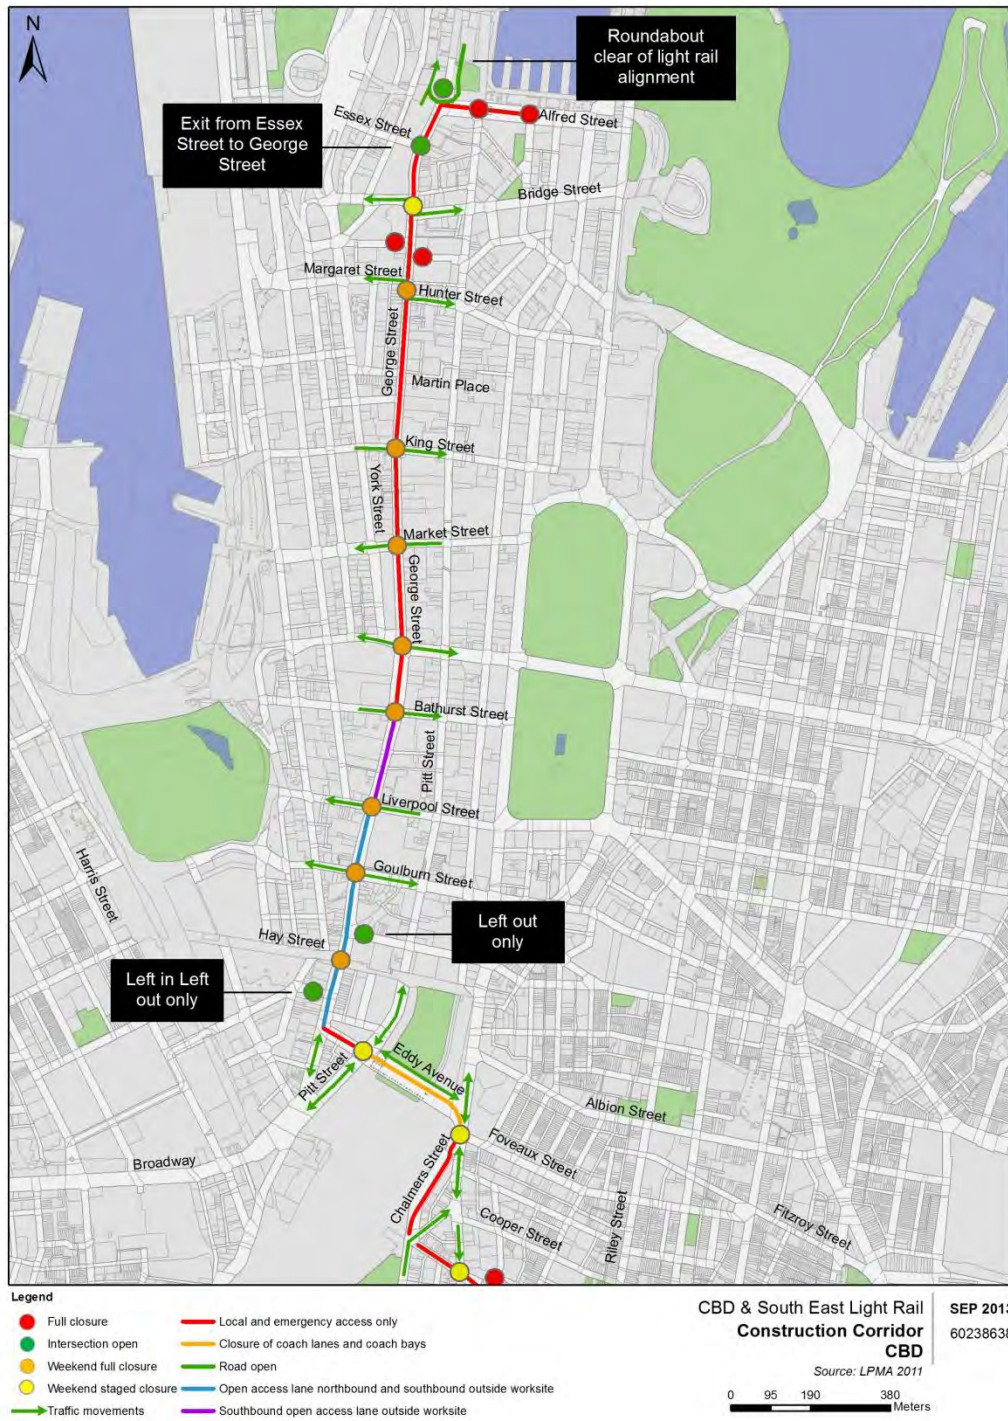 N
Roundabout
clear of light rail
alignment
Essex Street
Alfred Street
Exit from Essex
Street to George
Street
Bridge Street
Margaret Street
Hunter Street
George Street
Martin Place
King Street
York Street
Market Street
George Street
Bathurst Street
Pitt Street
Liverpool Street
Harris Street
Goulburn Street
Left out
only
Hay Street
Left in Left
out only
Pitt Street
Eddy Avenue
Albion Street
Foveaux Street
Broadway
Chalmers Street
Cooper Street
Riley Street
Fitzroy Street
Legend
Full closure
Intersection open
Weekend full closure
Weekend staged closure
Traffic movements
Local and emergency access only
Closure of coach lanes and coach bays
Road open
Open access lane northbound and southbound outside worksite
Southbound open access lane outside worksite
CBD & South East Light Rail
Construction Corridor
CBD
Source: LPMA 2011
SEP 2013
60238638
0 95 190 380
Meters